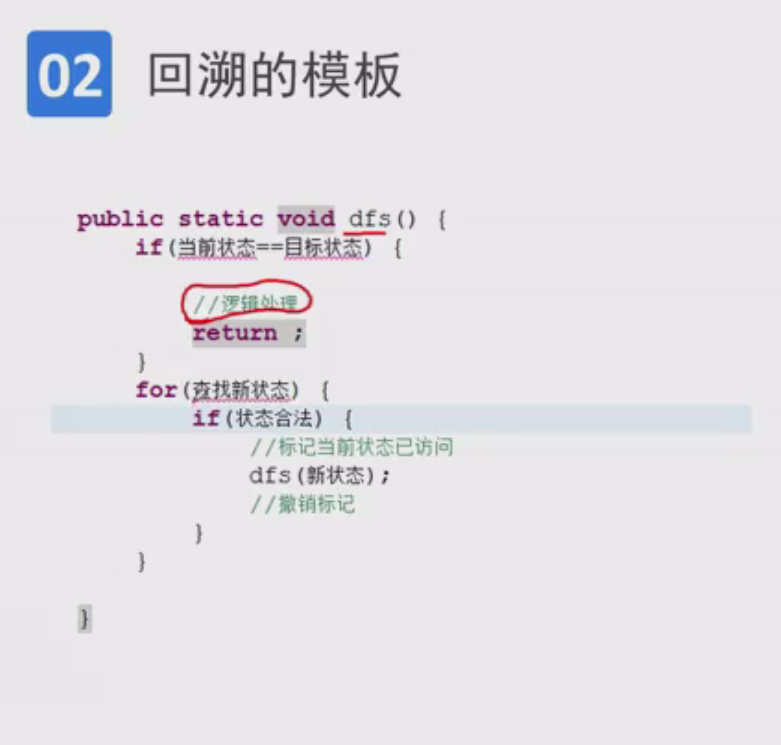 02 回溯的模板
public static void dfs() {
if(当前状态==目标状态) {
//逻辑处理
return ;
}
for(查找新状态) {
if(状态合法) {
//标记当前状态已访问
dfs(新状态);
//撤销标记
}
}
}